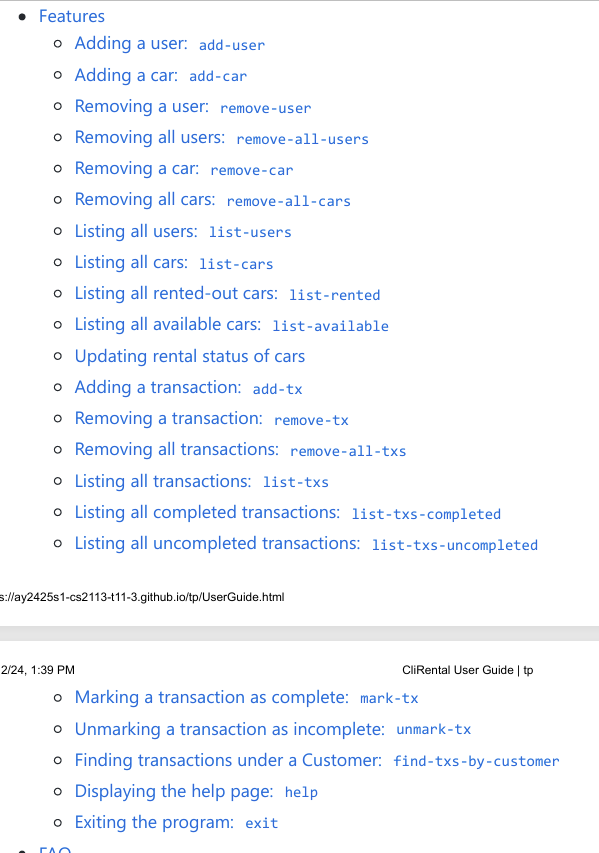 Features
Adding a user: add-user
Adding a car: add-car
Removing a user: remove-user
Removing all users: remove-all-users
Removing a car: remove-car
Removing all cars: remove-all-cars
Listing all users: list-users
Listing all cars: list-cars
Listing all rented-out cars: list-rented
Listing all available cars: list-available
Updating rental status of cars
Adding a transaction: add-tx
Removing a transaction: remove-tx
Removing all transactions: remove-all-txs
Listing all transactions: list-txs
Listing all completed transactions: list-txs-completed
Listing all uncompleted transactions: list-txs-uncompleted
s://ay2425s1-cs2113-t11-3.github.io/tp/UserGuide.html
2/24, 1:39 PM CliRental User Guide | tp
Marking a transaction as complete: mark-tx
Unmarking a transaction as incomplete: unmark-tx
Finding transactions under a Customer: find-txs-by-customer
Displaying the help page: help
Exiting the program: exit
FAQ